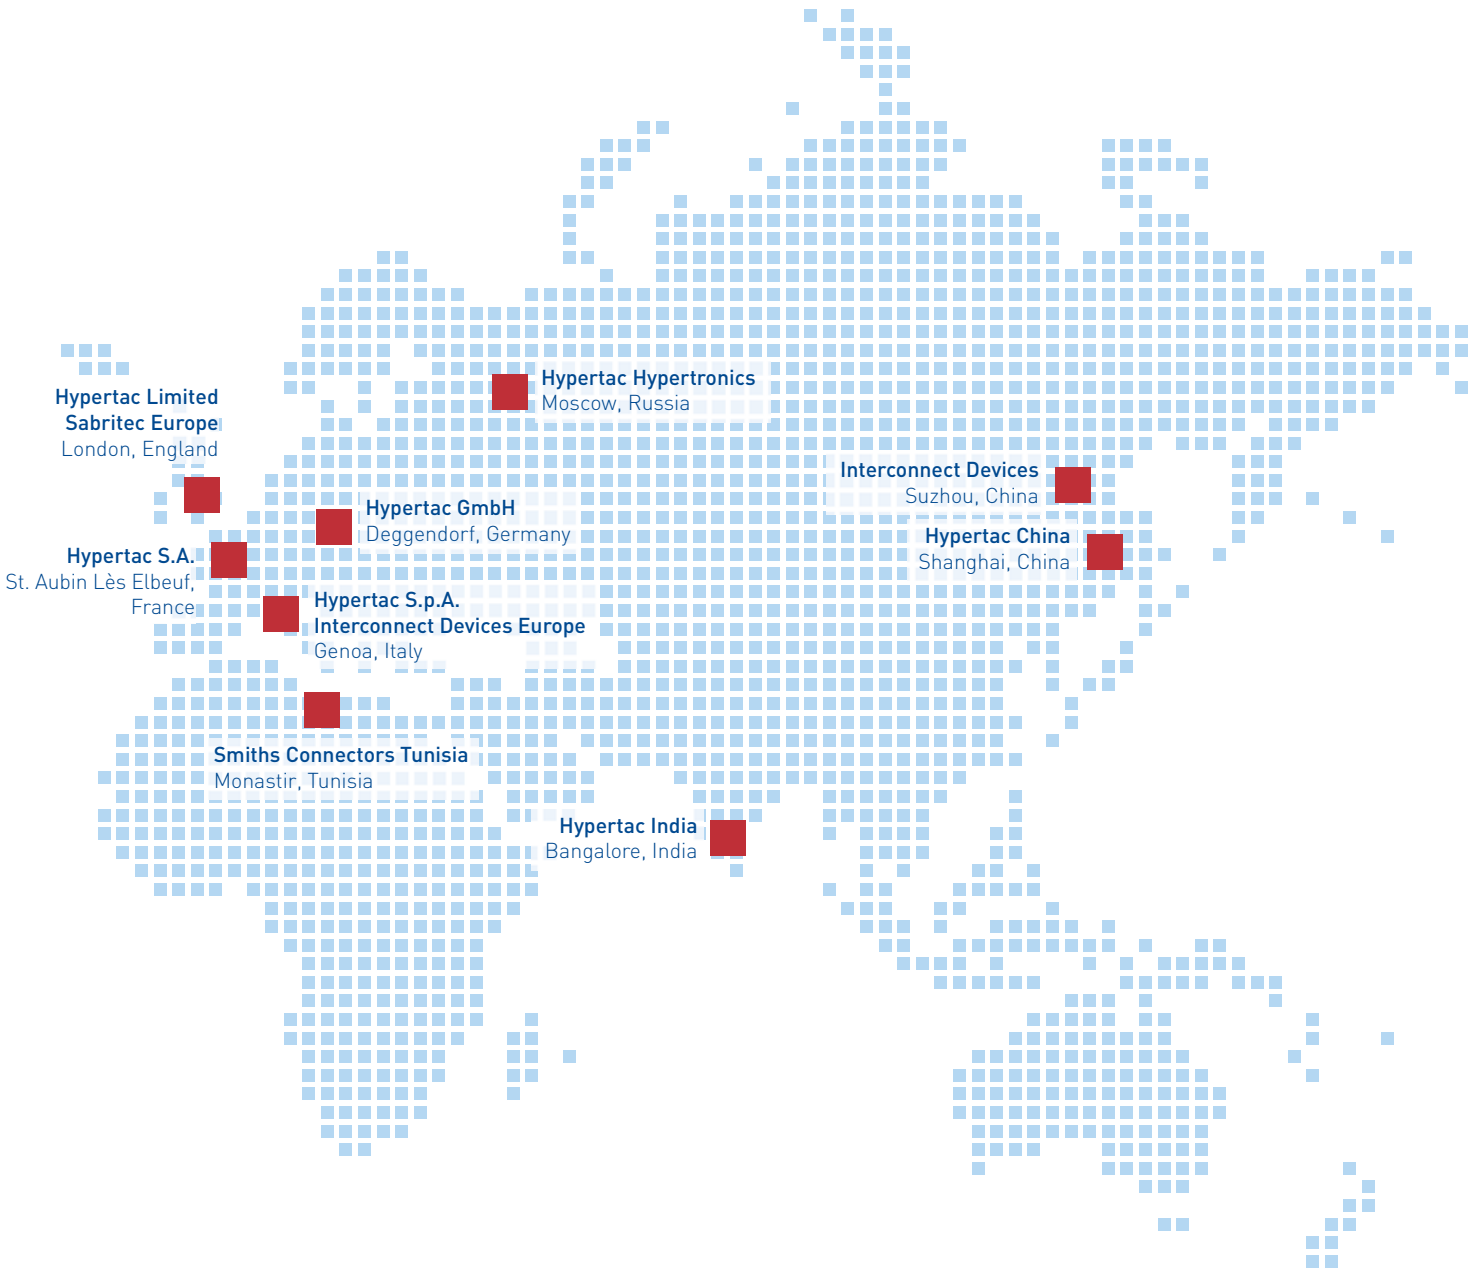 Hypertac Hypertronics
Moscow, Russia
Hypertac Limited
Sabritec Europe
London, England
Interconnect Devices
Suzhou, China
Hypertac GmbH
Deggendorf, Germany
Hypertac China
Shanghai, China
Hypertac S.A.
St. Aubin Lès Elbeuf,
France
Hypertac S.p.A.
Interconnect Devices Europe
Genoa, Italy
Smiths Connectors Tunisia
Monastir, Tunisia
Hypertac India
Bangalore, India